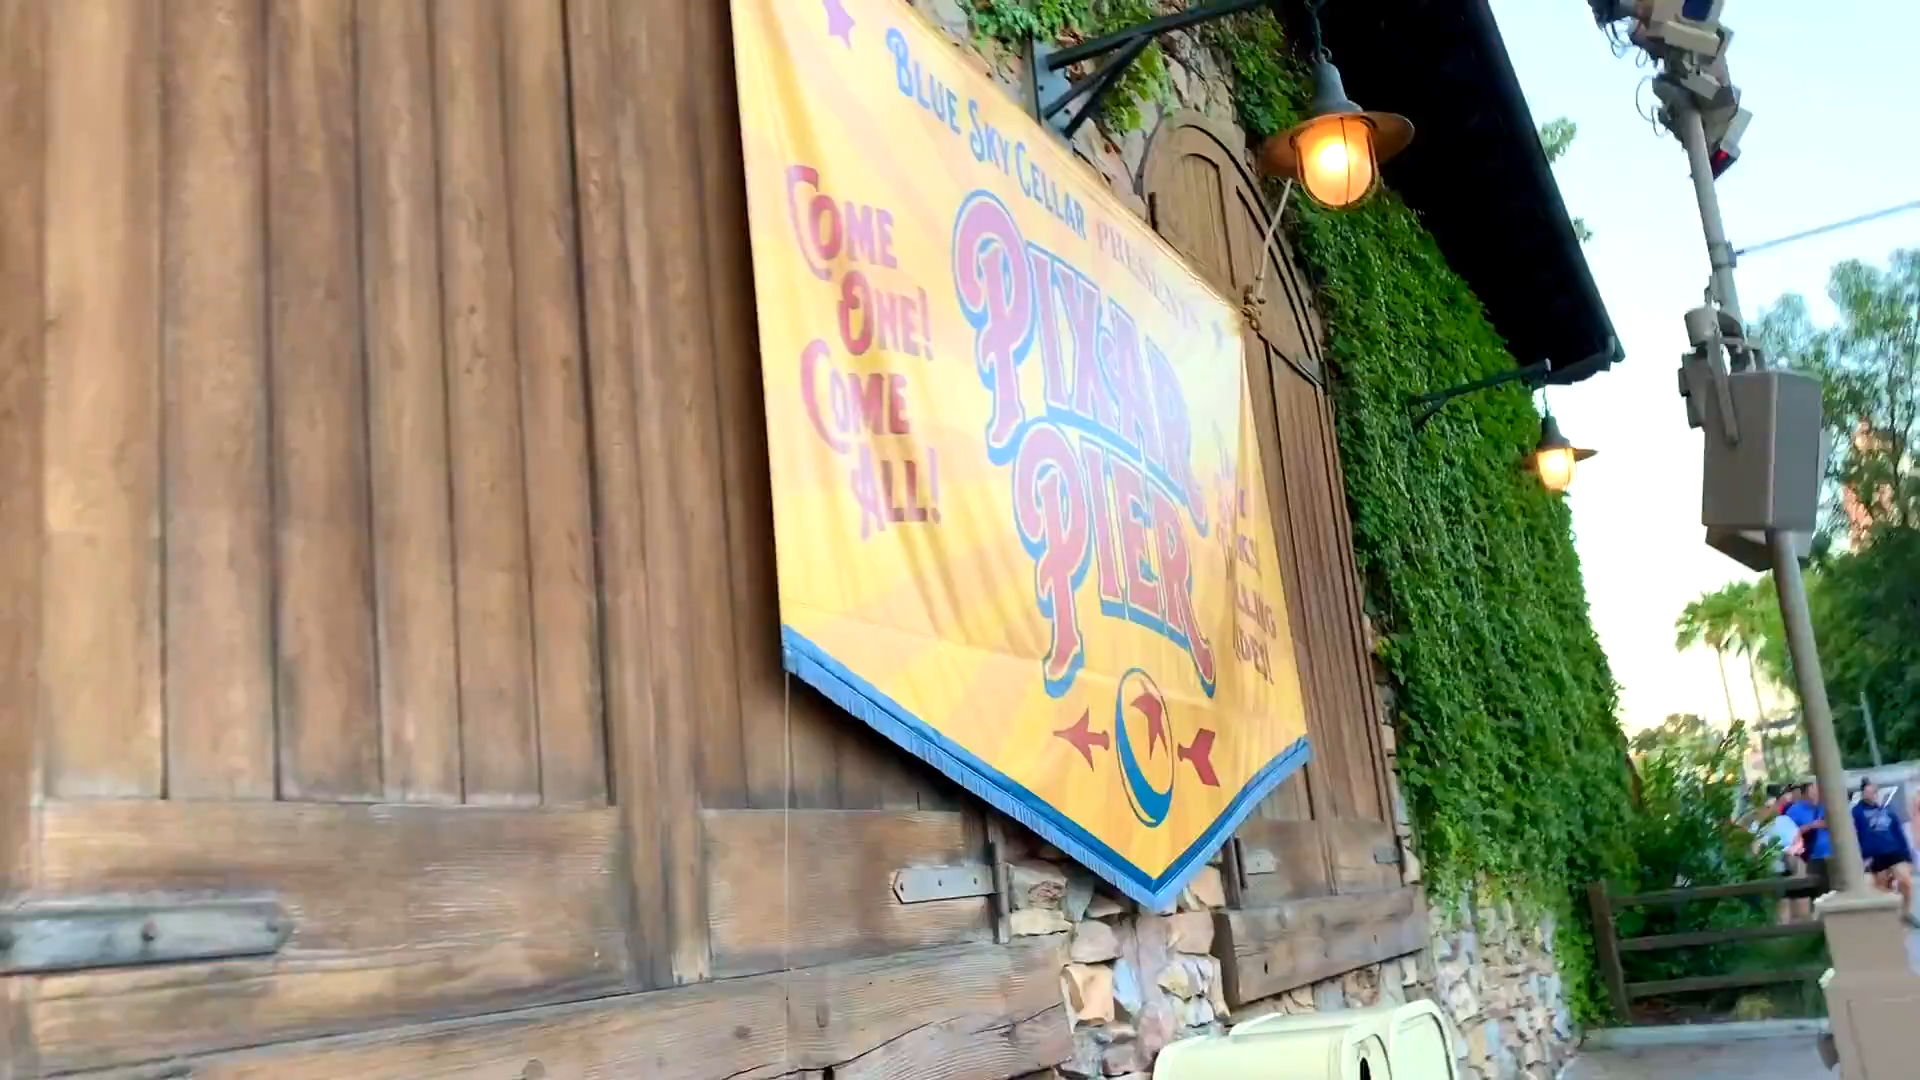 BLUE SKY CELLAR PRESENTS
COME
ONE!
COME
ALL!
PIXAR
PIER